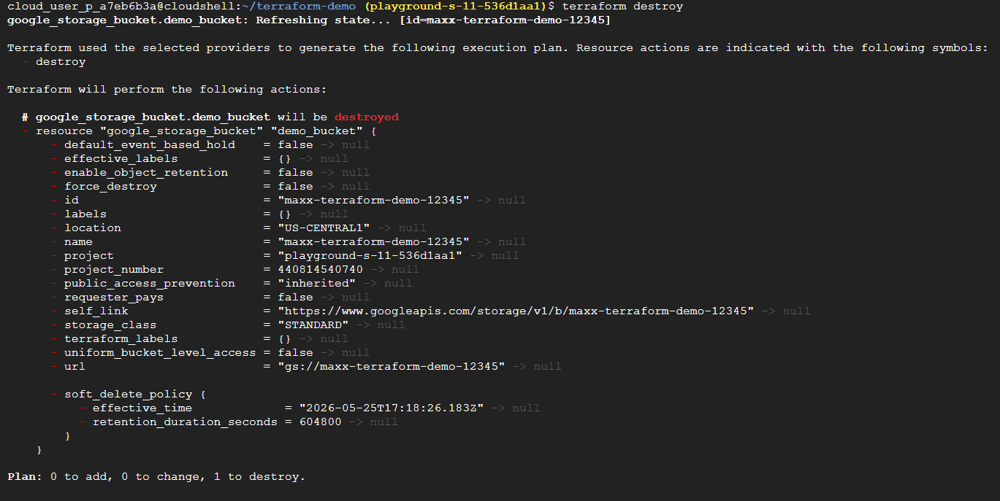 cloud_user_p_a7eb6b3a@cloudshell:~/terraform-demo (playground-s-11-536d1aa1)$ terraform destroy
google_storage_bucket.demo_bucket: Refreshing state... [id=maxx-terraform-demo-12345]
Terraform used the selected providers to generate the following execution plan. Resource actions are indicated with the following symbols:
  - destroy
Terraform will perform the following actions:
  # google_storage_bucket.demo_bucket will be destroyed
  - resource "google_storage_bucket" "demo_bucket" {
      - default_event_based_hold    = false -> null
      - effective_labels            = {} -> null
      - enable_object_retention     = false -> null
      - force_destroy               = false -> null
      - id                          = "maxx-terraform-demo-12345" -> null
      - labels                      = {} -> null
      - location                    = "US-CENTRAL1" -> null
      - name                        = "maxx-terraform-demo-12345" -> null
      - project                     = "playground-s-11-536d1aa1" -> null
      - project_number              = 440814540740 -> null
      - public_access_prevention    = "inherited" -> null
      - requester_pays              = false -> null
      - self_link                   = "https://www.googleapis.com/storage/v1/b/maxx-terraform-demo-12345" -> null
      - storage_class               = "STANDARD" -> null
      - terraform_labels            = {} -> null
      - uniform_bucket_level_access = false -> null
      - url                         = "gs://maxx-terraform-demo-12345" -> null
      - soft_delete_policy {
          - effective_time             = "2026-05-25T17:18:26.183Z" -> null
          - retention_duration_seconds = 604800 -> null
        }
    }
Plan: 0 to add, 0 to change, 1 to destroy.